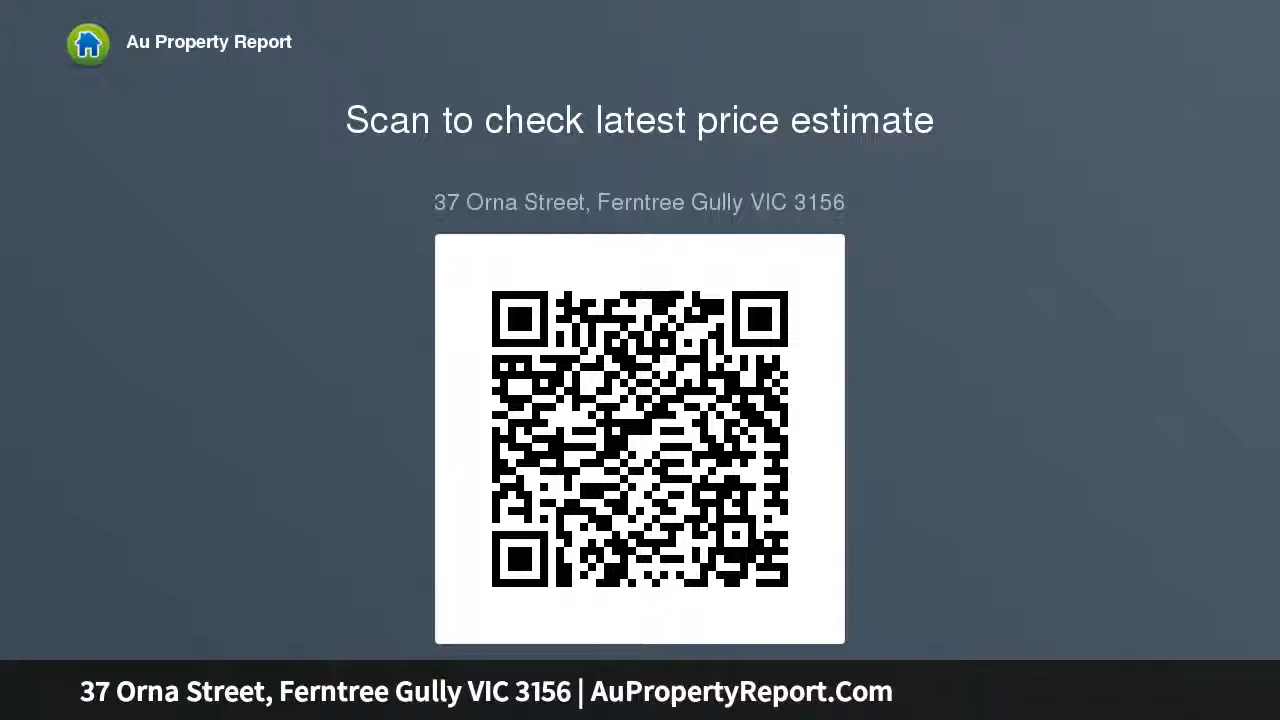 Au Property Report
Scan to check latest price estimate
37 Orna Street, Ferntree Gully VIC 3156
37 Orna Street, Ferntree Gully VIC 3156 | AuPropertyReport.Com